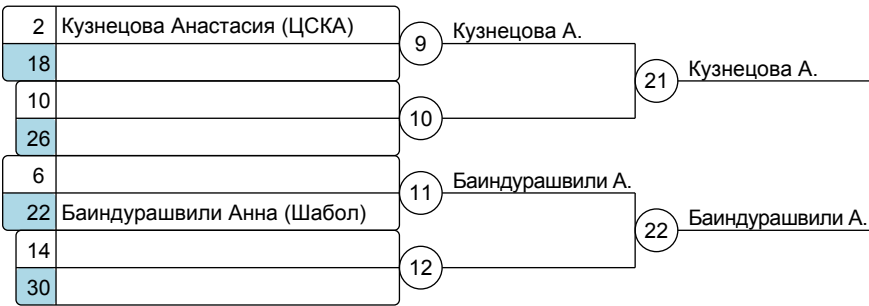 2 Кузнецова Анастасия (ЦСКА)
18
9 Кузнецова А.
10
26
10
21 Кузнецова А.
6
22 Баиндурашвили Анна (Шабол)
11 Баиндурашвили А.
14
30
12
22 Баиндурашвили А.